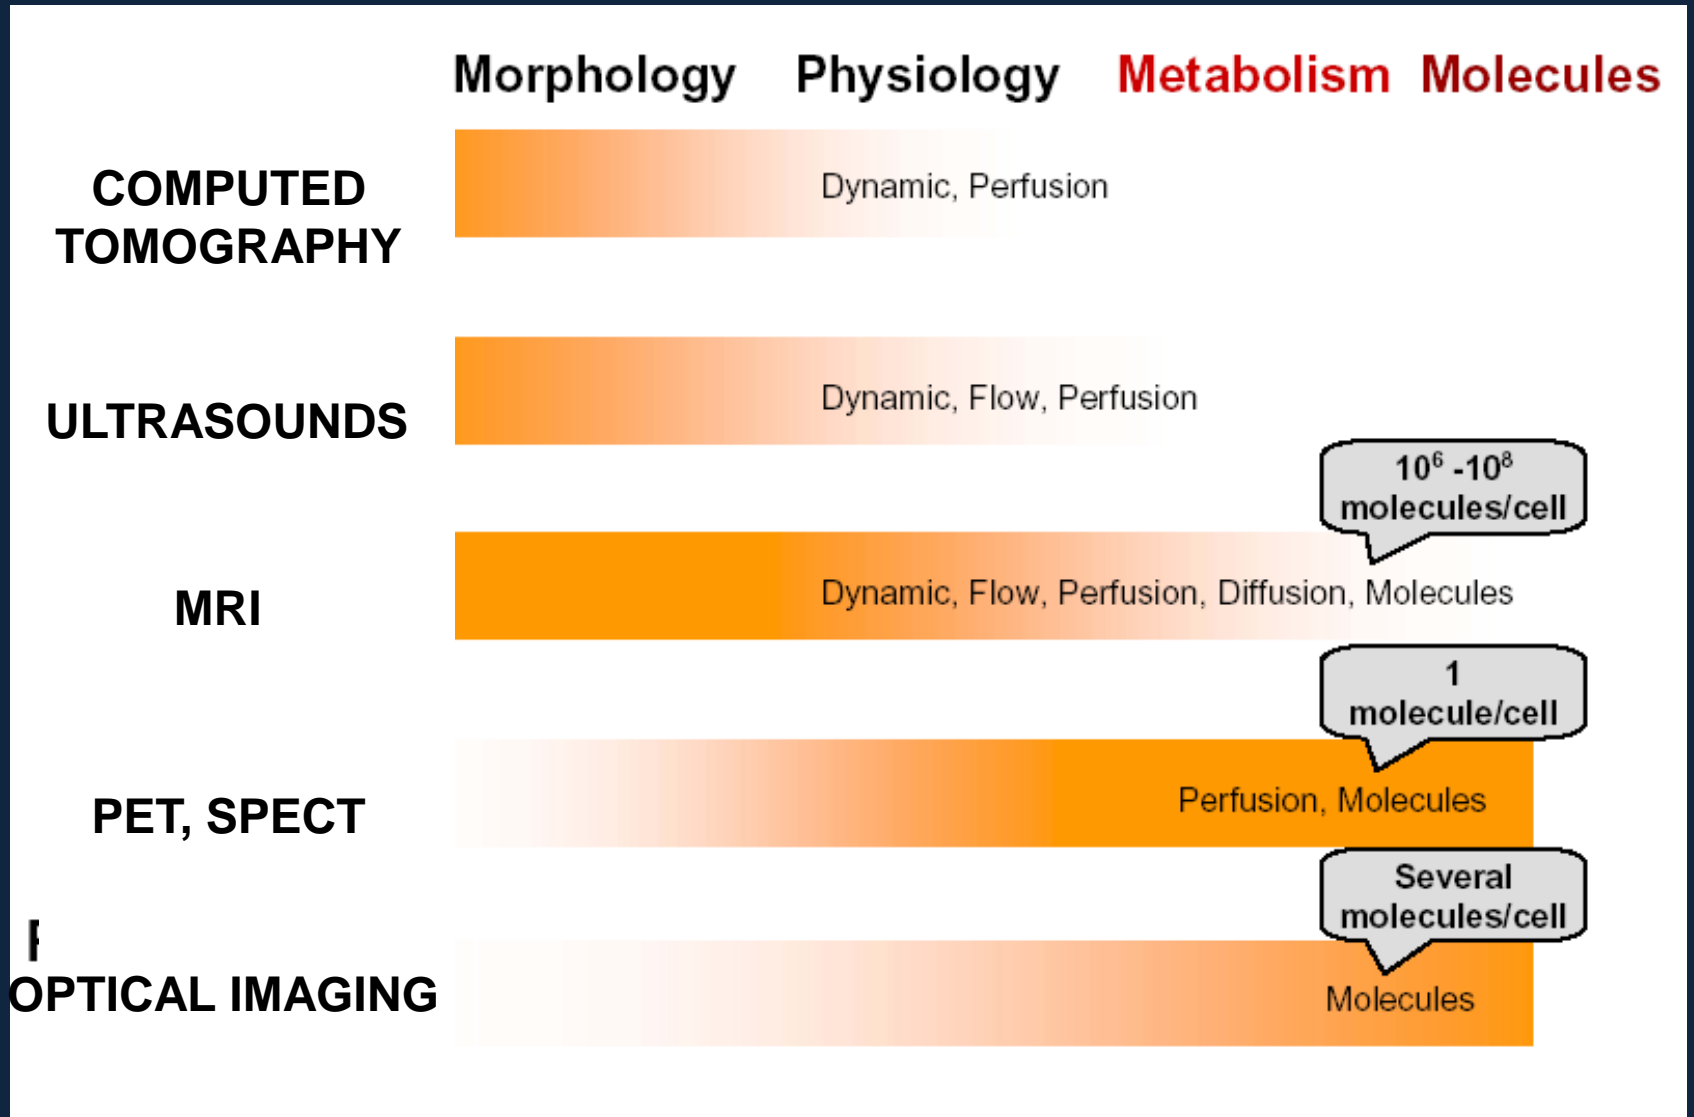 Morphology Physiology Metabolism Molecules
COMPUTED
TOMOGRAPHY
Dynamic, Perfusion
ULTRASOUNDS
Dynamic, Flow, Perfusion
10⁶ -10⁸
molecules/cell
MRI
Dynamic, Flow, Perfusion, Diffusion, Molecules
1
molecule/cell
PET, SPECT
Perfusion, Molecules
Several
molecules/cell
OPTICAL IMAGING
Molecules